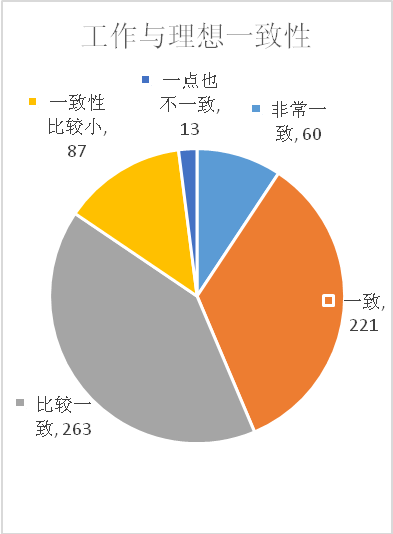 工作与理想一致性
一点也
不一致,
13
一致性
比较小,
87
非常一
致, 60
一致,
221
比较一
致, 263